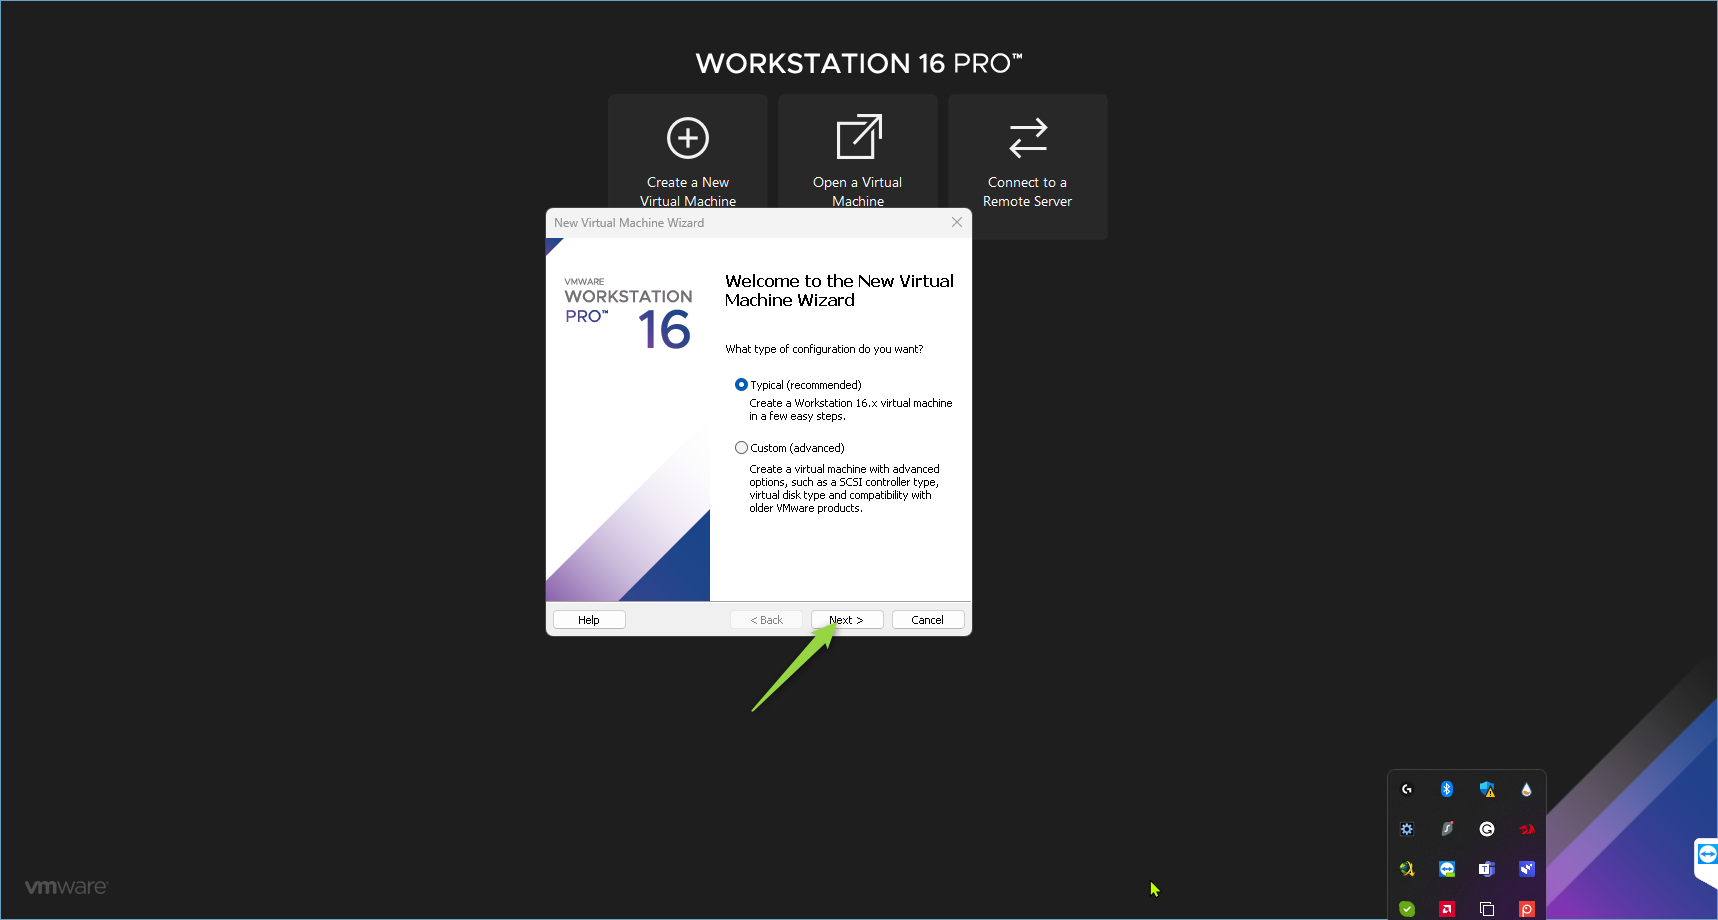 WORKSTATION 16 PRO™
Create a New
Virtual Machine
Open a Virtual
Machine
Connect to a
Remote Server
New Virtual Machine Wizard
VMWARE
WORKSTATION
PRO™ 16
Welcome to the New Virtual
Machine Wizard
What type of configuration do you want?
Typical (recommended)
Create a Workstation 16.x virtual machine
in a few easy steps.
Custom (advanced)
Create a virtual machine with advanced
options, such as a SCSI controller type,
virtual disk type and compatibility with
older VMware products.
Help
< Back
Next >
Cancel
vmware